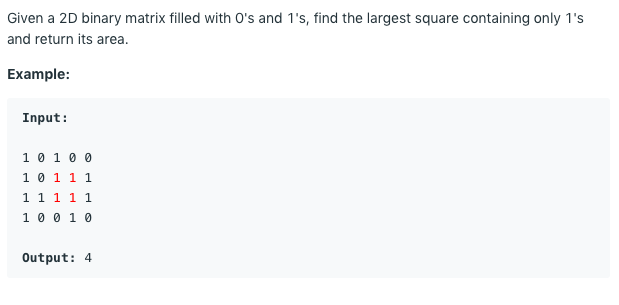 Given a 2D binary matrix filled with 0's and 1's, find the largest square containing only 1's
and return its area.
Example:
Input:
1 0 1 0 0
1 0 1 1 1
1 1 1 1 1
1 0 0 1 0
Output: 4